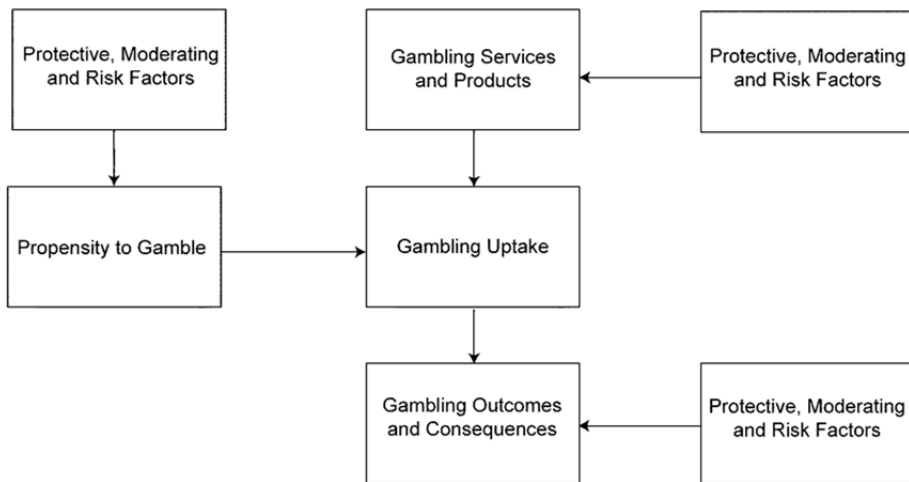 Protective, Moderating
and Risk Factors
Gambling Services
and Products
Protective, Moderating
and Risk Factors
Propensity to Gamble
Gambling Uptake
Gambling Outcomes
and Consequences
Protective, Moderating
and Risk Factors